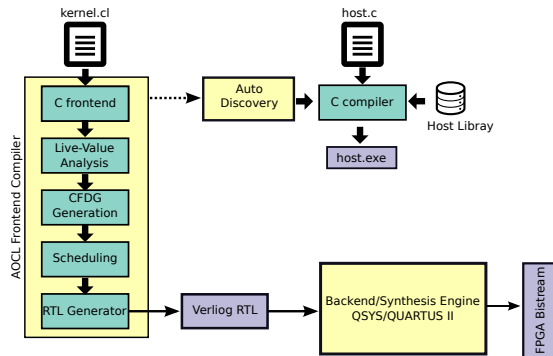 kernel.cl
host.c
AOCL Frontend Compiler
C frontend
Auto
Discovery
C compiler
Host Libray
Live-Value
Analysis
host.exe
CFDG
Generation
Scheduling
RTL Generator
Verliog RTL
Backend/Synthesis Engine
QSYS/QUARTUS II
FPGA Bistream